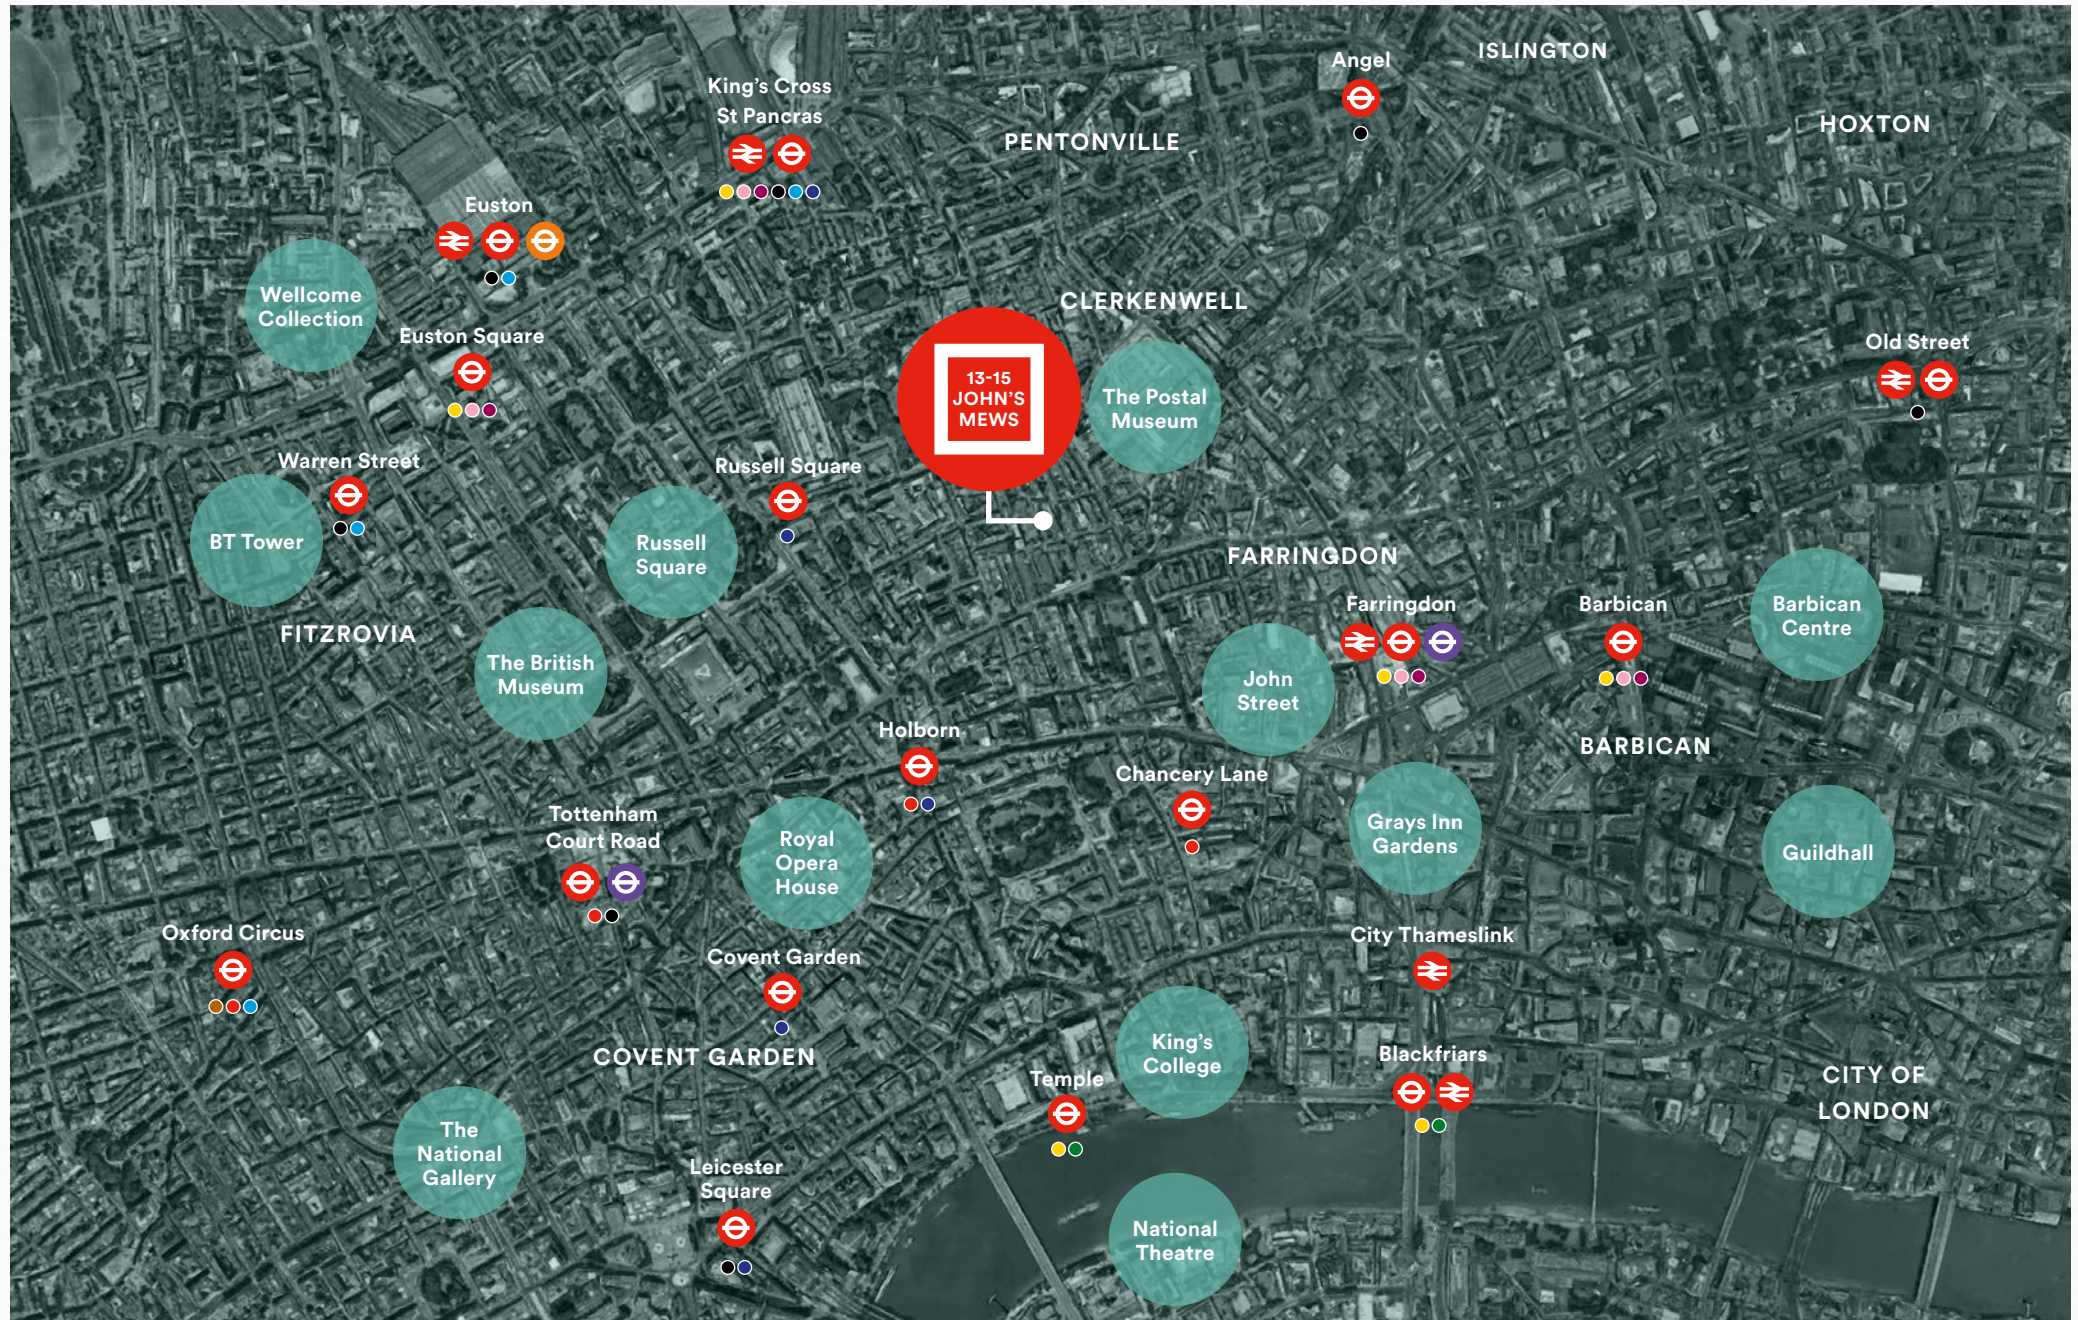 Angel
ISLINGTON
King's Cross
St Pancras
PENTONVILLE
HOXTON
Euston
Wellcome
Collection
CLERKENWELL
Euston Square
Old Street
13-15
JOHN'S
MEWS
The Postal
Museum
Warren Street
Russell Square
BT Tower
Russell
Square
FARRINGDON
Farringdon
Barbican
Barbican
Centre
FITZROVIA
The British
Museum
John
Street
Holborn
BARBICAN
Chancery Lane
Tottenham
Court Road
Royal
Opera
House
Grays Inn
Gardens
Guildhall
Oxford Circus
Covent Garden
City Thameslink
COVENT GARDEN
King's
College
Blackfriars
Temple
CITY OF
LONDON
The
National
Gallery
Leicester
Square
National
Theatre